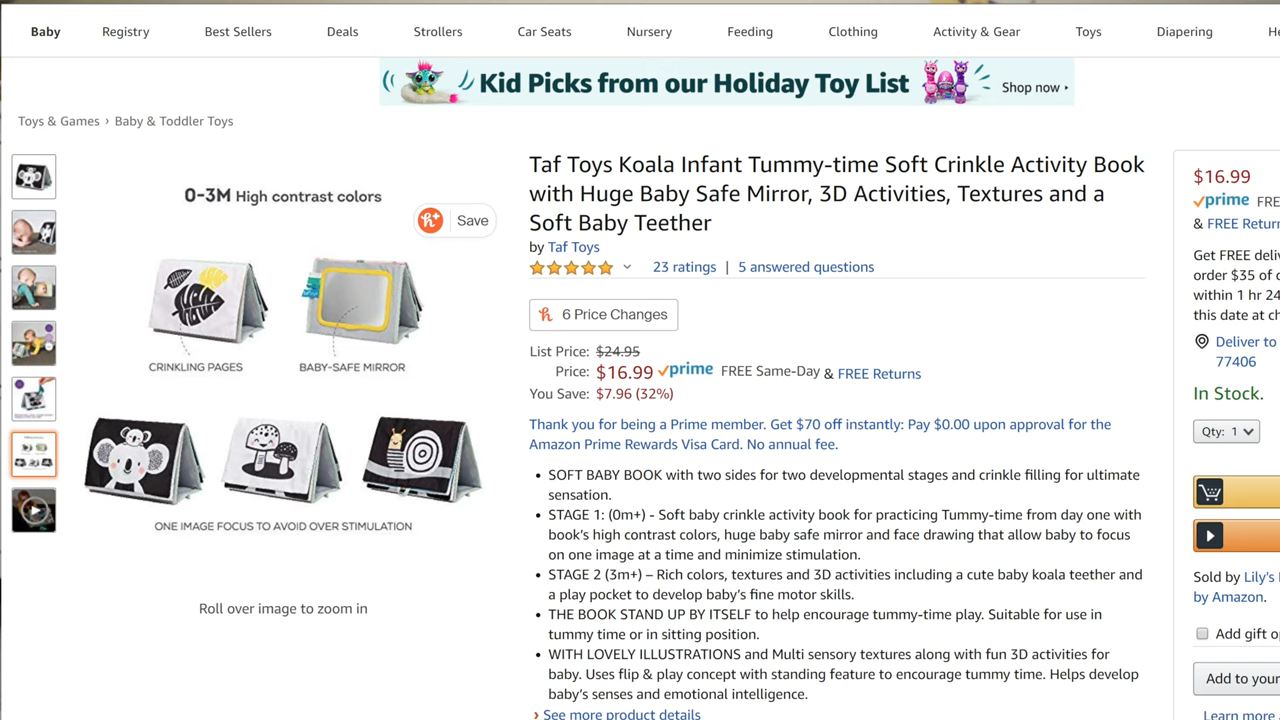 Baby Registry Best Sellers Deals Strollers Car Seats Nursery Feeding Clothing Activity & Gear Toys Diapering
Kid Picks from our Holiday Toy List Shop now
Toys & Games › Baby & Toddler Toys
0-3M High contrast colors
Save
CRINKLING PAGES
BABY-SAFE MIRROR
ONE IMAGE FOCUS TO AVOID OVER STIMULATION
Roll over image to zoom in
Taf Toys Koala Infant Tummy-time Soft Crinkle Activity Book
with Huge Baby Safe Mirror, 3D Activities, Textures and a
Soft Baby Teether
by Taf Toys
23 ratings | 5 answered questions
6 Price Changes
List Price: $24.95
Price: $16.99 prime FREE Same-Day & FREE Returns
You Save: $7.96 (32%)
Thank you for being a Prime member. Get $70 off instantly: Pay $0.00 upon approval for the
Amazon Prime Rewards Visa Card. No annual fee.
• SOFT BABY BOOK with two sides for two developmental stages and crinkle filling for ultimate
sensation.
• STAGE 1: (0m+) - Soft baby crinkle activity book for practicing Tummy-time from day one with
book's high contrast colors, huge baby safe mirror and face drawing that allow baby to focus
on one image at a time and minimize stimulation.
• STAGE 2 (3m+) – Rich colors, textures and 3D activities including a cute baby koala teether and
a play pocket to develop baby's fine motor skills.
• THE BOOK STAND UP BY ITSELF to help encourage tummy-time play. Suitable for use in
tummy time or in sitting position.
• WITH LOVELY ILLUSTRATIONS and Multi sensory textures along with fun 3D activities for
baby. Uses flip & play concept with standing feature to encourage tummy time. Helps develop
baby's senses and emotional intelligence.
› See more product details
$16.99
prime FRE
& FREE Return
Get FREE deli
order $35 of
within 1 hr 24
this date at ch
Deliver to
77406
In Stock.
Qty: 1
Sold by Lily's
by Amazon.
Add gift o
Add to your
Learn more